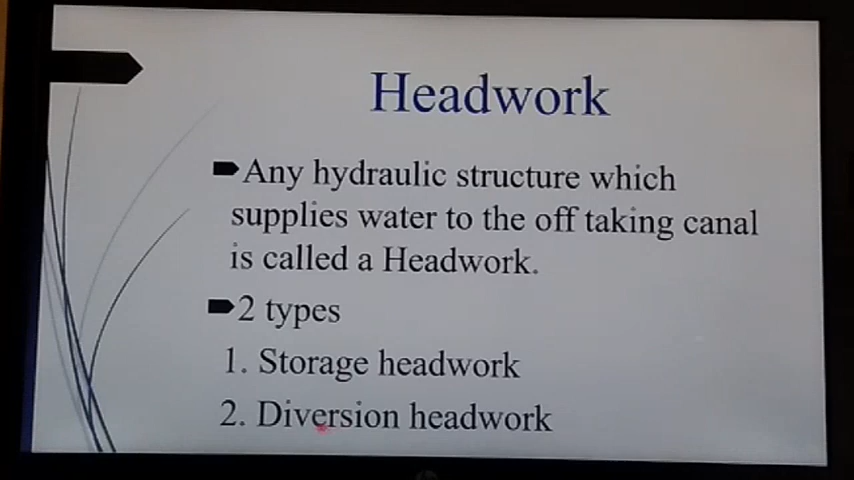 Headwork
Any hydraulic structure which
supplies water to the off taking canal
is called a Headwork.
2 types
1. Storage headwork
2. Diversion headwork